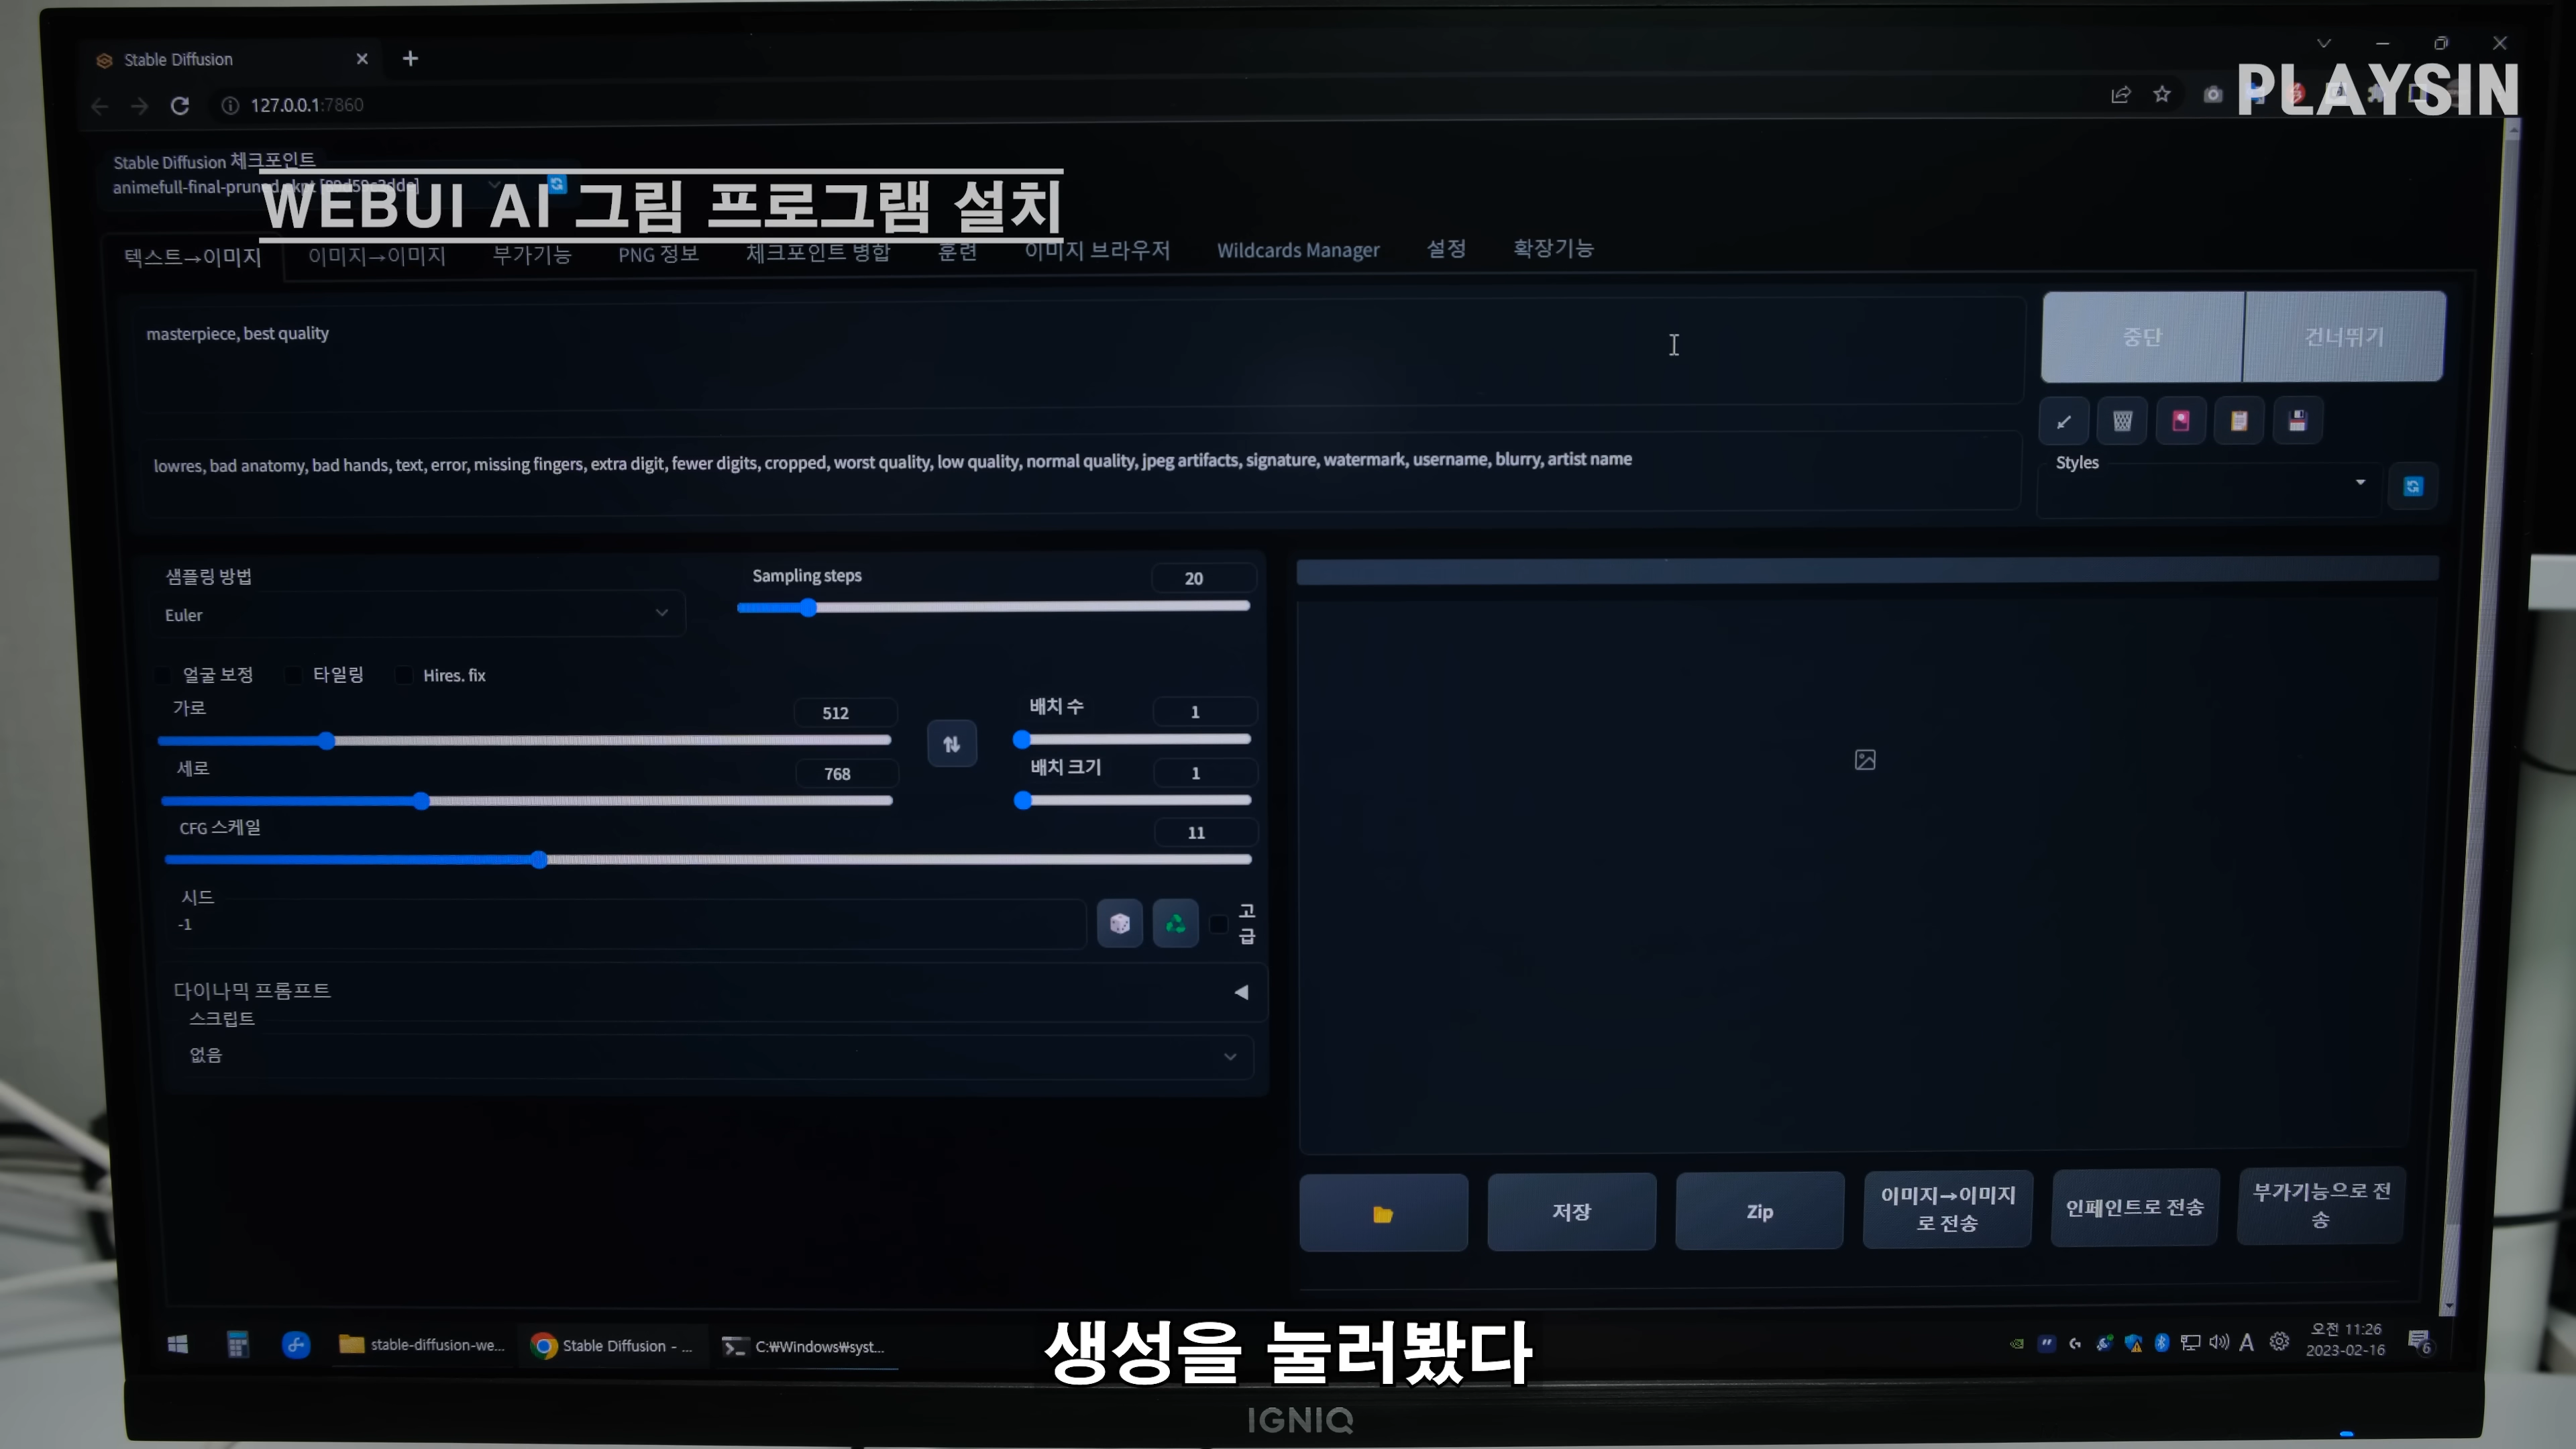 Stable Diffusion
127.0.0.1:7860
PLAYSIN
Stable Diffusion 체크포인트
animefull-final-pruned.ckpt
WEBUI AI 그림 프로그램 설치
텍스트→이미지 이미지→이미지 부가기능 PNG 정보 체크포인트 병합 훈련 이미지 브라우저 Wildcards Manager 설정 확장기능
masterpiece, best quality
중단 건너뛰기
lowres, bad anatomy, bad hands, text, error, missing fingers, extra digit, fewer digits, cropped, worst quality, low quality, normal quality, jpeg artifacts, signature, watermark, username, blurry, artist name
Styles
샘플링 방법
Euler
Sampling steps 20
얼굴 보정 타일링 Hires. fix
가로 512
배치 수 1
세로 768
배치 크기 1
CFG 스케일 11
시드
-1
고
급
다이나믹 프롬프트
스크립트
없음
저장
Zip
이미지→이미지
로 전송
인페인트로 전송
부가기능으로 전
송
stable-diffusion-we...
Stable Diffusion - ...
C:₩Windows₩syst...
A
오전 11:26
2023-02-16
6
생성을 눌러봤다
IGNIQ